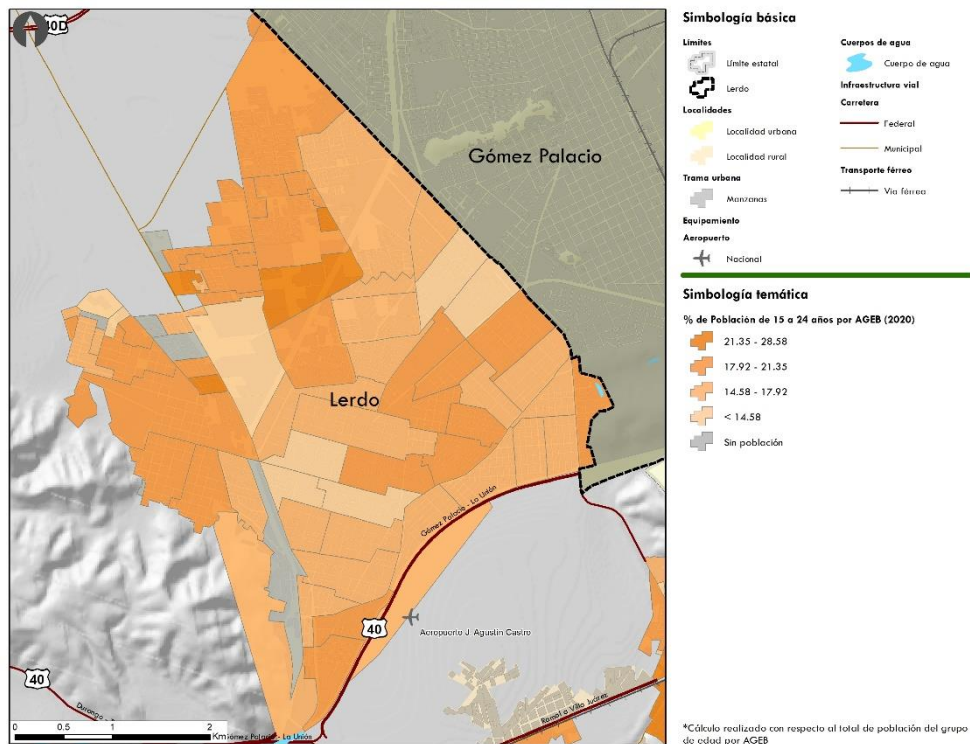 40D
Gómez Palacio
Lerdo
Gómez Palacio - La Unión
40
Aeropuerto J. Agustín Castro
40
Ramal a Villa Juárez
0 0.5 1 2
Km
Gómez Palacio - La Unión
Simbología básica
Límites
Límite estatal
Lerdo
Localidades
Localidad urbana
Localidad rural
Trama urbana
Manzanas
Equipamiento
Aeropuerto
Nacional
Cuerpos de agua
Cuerpo de agua
Infraestructura vial
Carretera
Federal
Municipal
Transporte férreo
Vía férrea
Simbología temática
% de Población de 15 a 24 años por AGEB (2020)
21.35 - 28.58
17.92 - 21.35
14.58 - 17.92
< 14.58
Sin población
*Cálculo realizado con respecto al total de población del grupo
de edad por AGEB